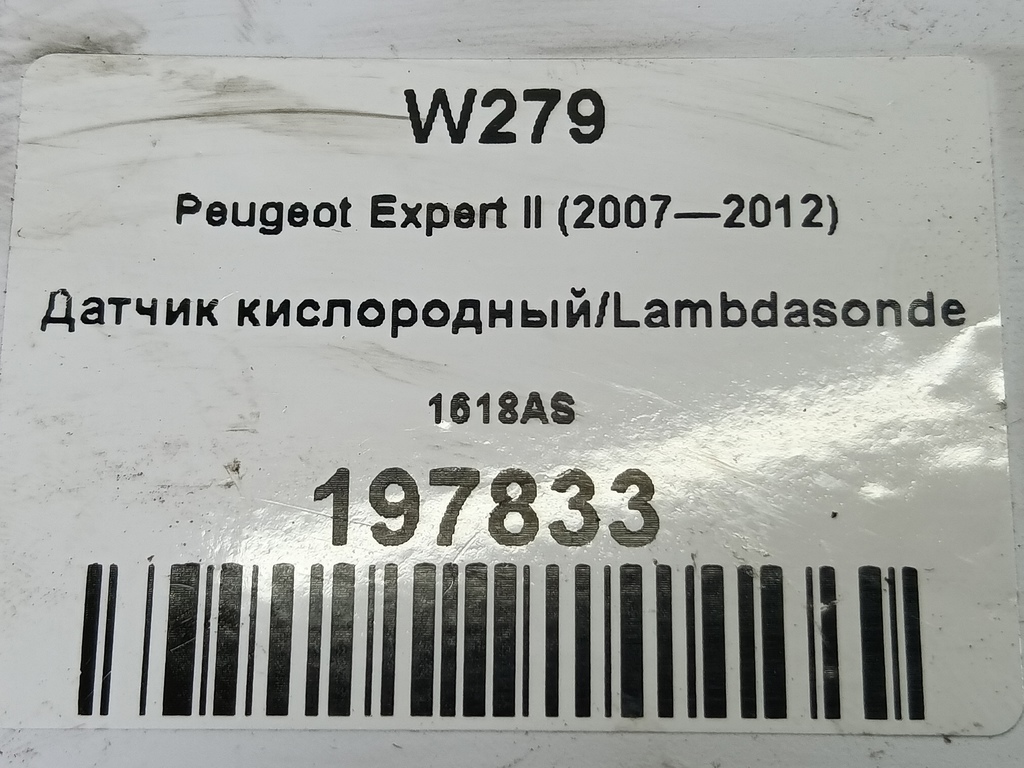 W279
Peugeot Expert II (2007—2012)
Датчик кислородный/Lambdasonde
1618AS
197833